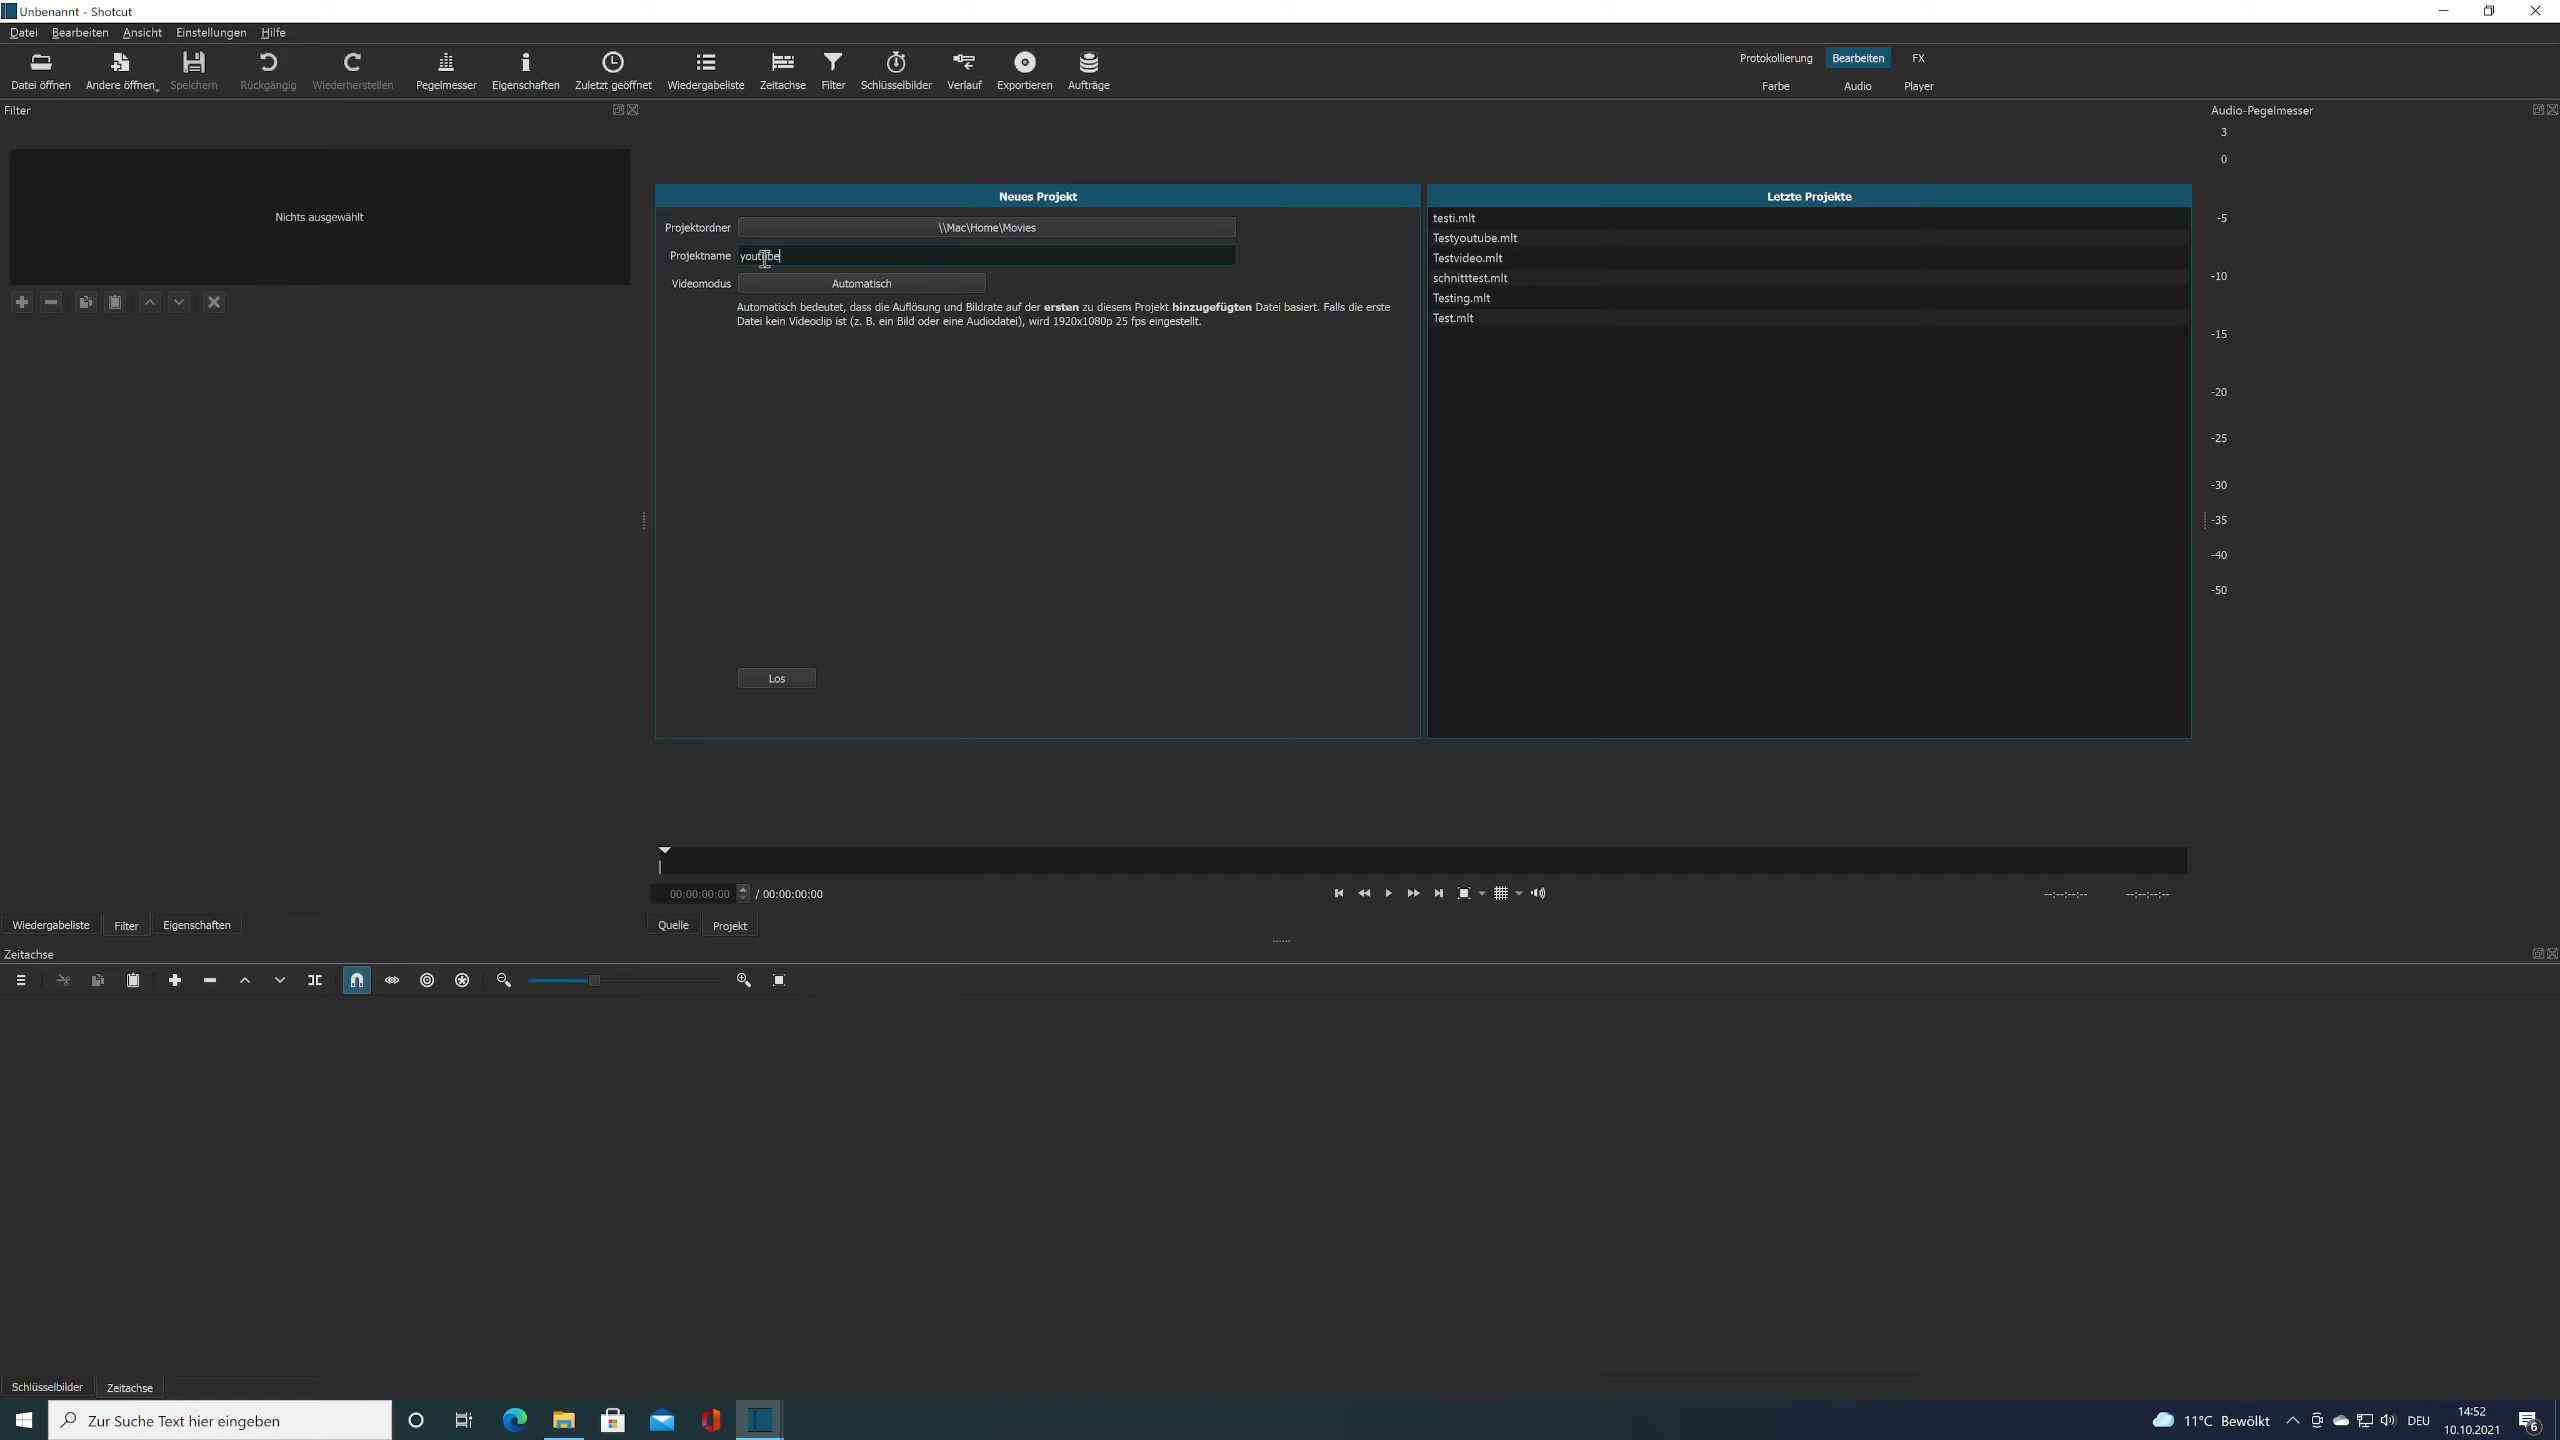 Unbenannt - Shotcut
Datei Bearbeiten Ansicht Einstellungen Hilfe
Datei öffnen Andere öffnen Speichern Rückgängig Wiederherstellen Pegelmesser Eigenschaften Zuletzt geöffnet Wiedergabeliste Zeitachse Filter Schlüsselbilder Verlauf Exportieren Aufträge
Protokollierung Bearbeiten FX
Farbe Audio Player
Filter
Nichts ausgewählt
Neues Projekt
Projektordner \\Mac\Home\Movies
Projektname youtube
Videomodus Automatisch
Automatisch bedeutet, dass die Auflösung und Bildrate auf der ersten zu diesem Projekt hinzugefügten Datei basiert. Falls die erste
Datei kein Videoclip ist (z. B. ein Bild oder eine Audiodatei), wird 1920x1080p 25 fps eingestellt.
Los
Letzte Projekte
testi.mlt
Testyoutube.mlt
Testvideo.mlt
schnitttest.mlt
Testing.mlt
Test.mlt
Audio-Pegelmesser
3
0
-5
-10
-15
-20
-25
-30
-35
-40
-50
00:00:00:00 / 00:00:00:00
--:--:--:-- --:--:--:--
Wiedergabeliste Filter Eigenschaften
Quelle Projekt
Zeitachse
Schlüsselbilder Zeitachse
Zur Suche Text hier eingeben
11°C Bewölkt
DEU
14:52
10.10.2021
6